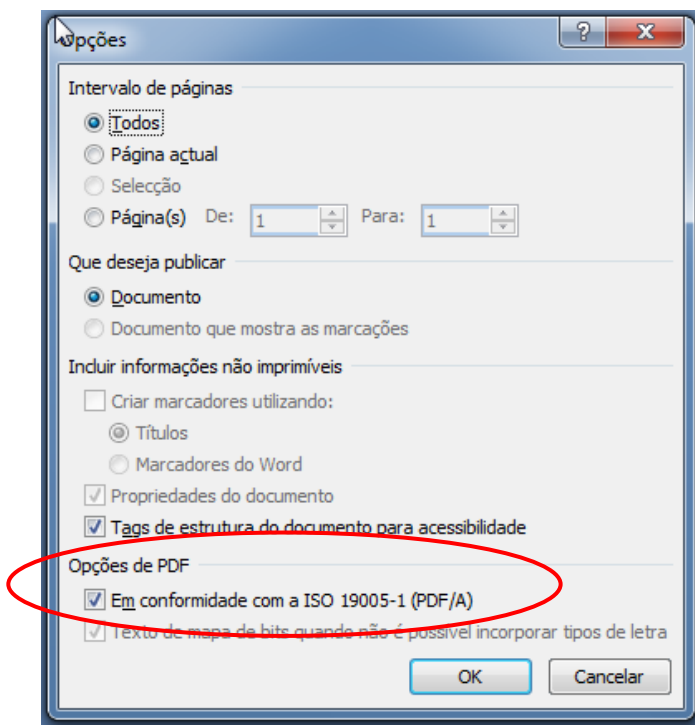 Opções
Intervalo de páginas
Todos
Página actual
Selecção
Página(s) De: 1 Para: 1
Que deseja publicar
Documento
Documento que mostra as marcações
Incluir informações não imprimíveis
Criar marcadores utilizando:
Títulos
Marcadores do Word
Propriedades do documento
Tags de estrutura do documento para acessibilidade
Opções de PDF
Em conformidade com a ISO 19005-1 (PDF/A)
Texto de mapa de bits quando não é possível incorporar tipos de letra
OK Cancelar